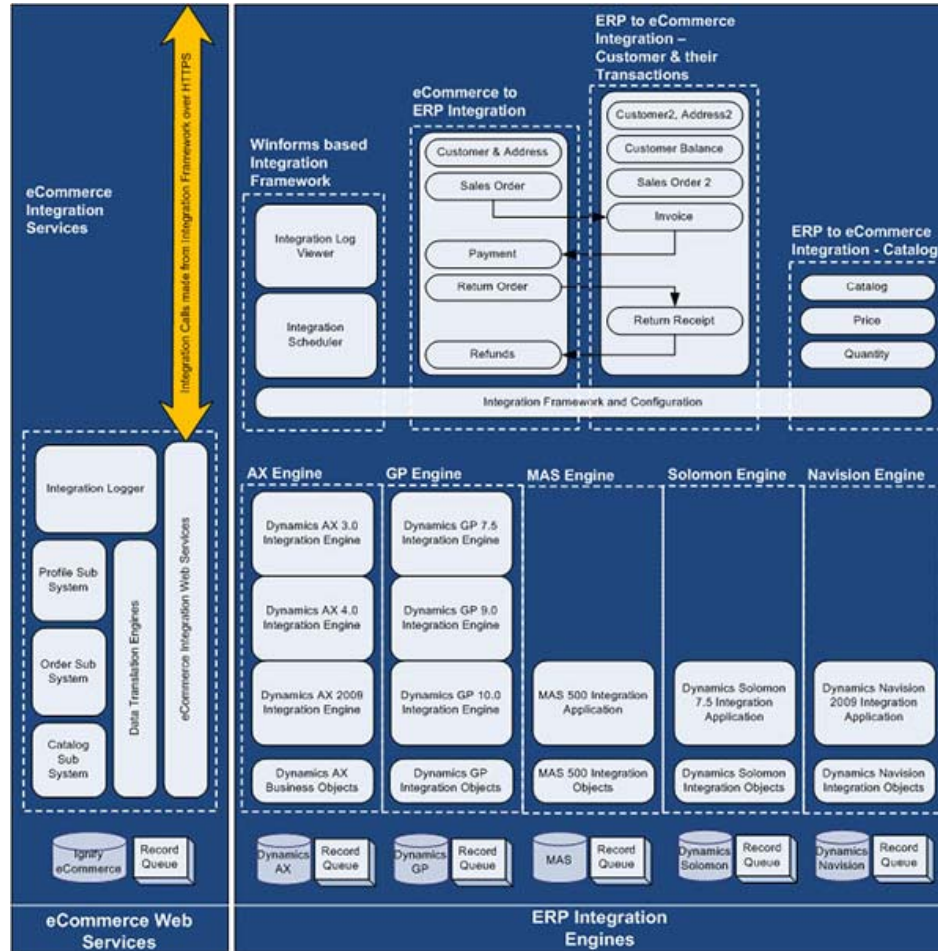 eCommerce
Integration
Services
Integration Calls made from Integration Framework over HTTPS
Integration Logger
Profile Sub
System
Order Sub
System
Catalog
Sub
System
Data Translation Engines
eCommerce Integration Web Services
Ignify
eCommerce
Record
Queue
eCommerce Web
Services
Winforms based
Integration
Framework
Integration Log
Viewer
Integration
Scheduler
eCommerce to
ERP Integration
Customer & Address
Sales Order
Payment
Return Order
Refunds
ERP to eCommerce
Integration –
Customer & their
Transactions
Customer2, Address2
Customer Balance
Sales Order 2
Invoice
Return Receipt
ERP to eCommerce
Integration - Catalog
Catalog
Price
Quantity
Integration Framework and Configuration
AX Engine
Dynamics AX 3.0
Integration Engine
Dynamics AX 4.0
Integration Engine
Dynamics AX 2009
Integration Engine
Dynamics AX
Business Objects
Dynamics
AX
Record
Queue
GP Engine
Dynamics GP 7.5
Integration Engine
Dynamics GP 9.0
Integration Engine
Dynamics GP 10.0
Integration Engine
Dynamics GP
Integration Objects
Dynamics
GP
Record
Queue
MAS Engine
MAS 500 Integration
Application
MAS 500 Integration
Objects
MAS
Record
Queue
Solomon Engine
Dynamics Solomon
7.5 Integration
Application
Dynamics Solomon
Integration Objects
Dynamics
Solomon
Record
Queue
Navision Engine
Dynamics Navision
2009 Integration
Application
Dynamics Navision
Integration Objects
Dynamics
Navision
Record
Queue
ERP Integration
Engines